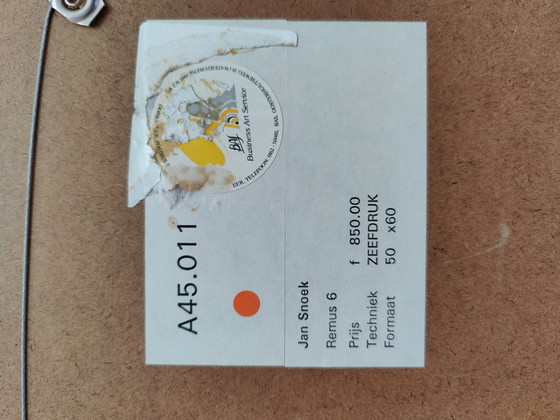 A45.011
Business Art Service
Jan Snoek
Remus 6
Prijs f 850.00
Techniek ZEEFDRUK
Formaat 50 x60